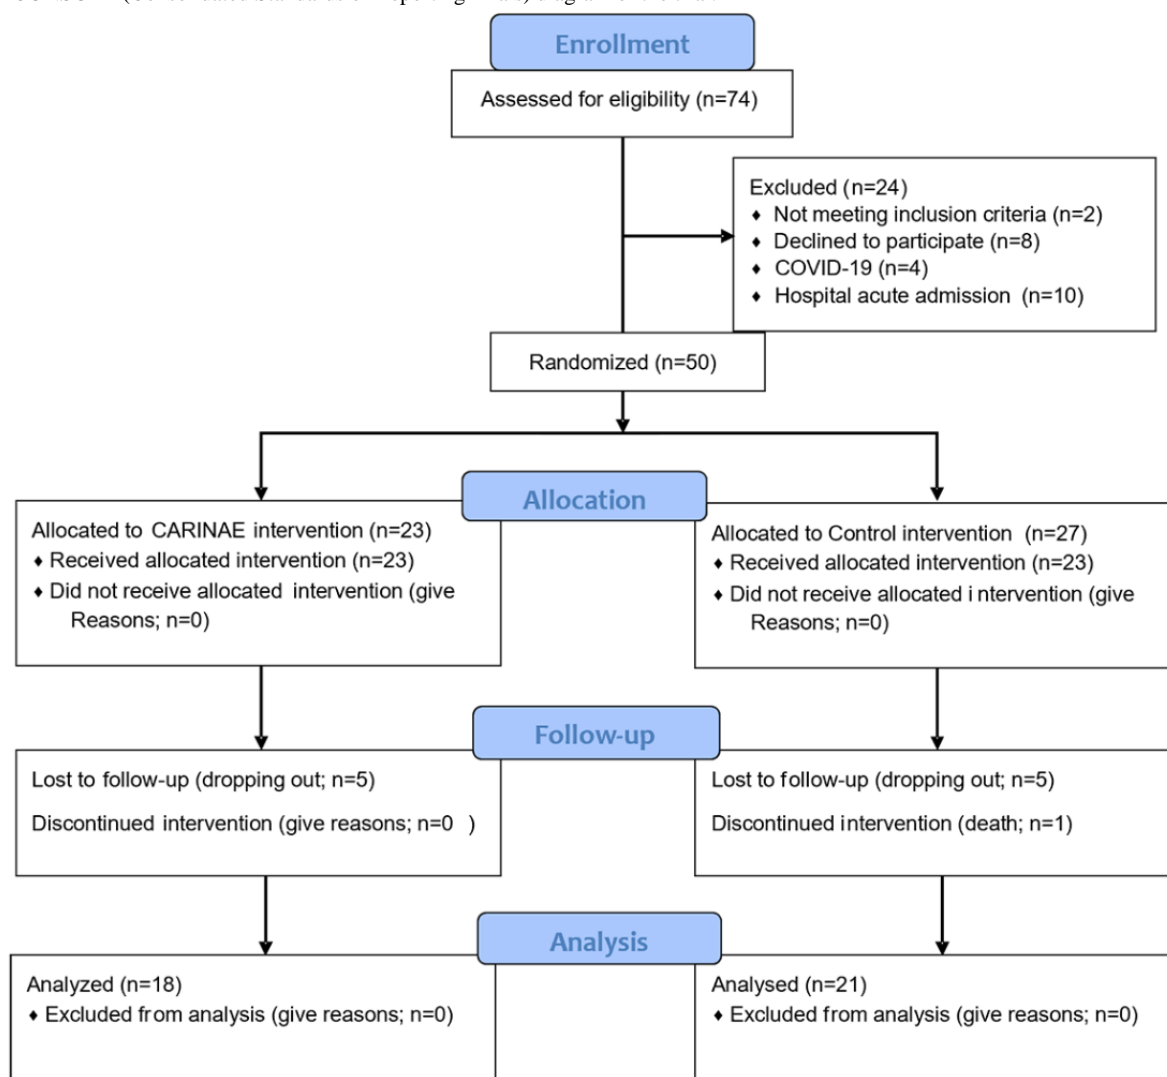 Enrollment
Assessed for eligibility (n=74)
Excluded (n=24)
♦ Not meeting inclusion criteria (n=2)
♦ Declined to participate (n=8)
♦ COVID-19 (n=4)
♦ Hospital acute admission (n=10)
Randomized (n=50)
Allocation
Allocated to CARINAE intervention (n=23)
♦ Received allocated intervention (n=23)
♦ Did not receive allocated intervention (give
Reasons; n=0)
Allocated to Control intervention (n=27)
♦ Received allocated intervention (n=23)
♦ Did not receive allocated i ntervention (give
Reasons; n=0)
Follow-up
Lost to follow-up (dropping out; n=5)
Discontinued intervention (give reasons; n=0 )
Lost to follow-up (dropping out; n=5)
Discontinued intervention (death; n=1)
Analysis
Analyzed (n=18)
♦ Excluded from analysis (give reasons; n=0)
Analysed (n=21)
♦ Excluded from analysis (give reasons; n=0)